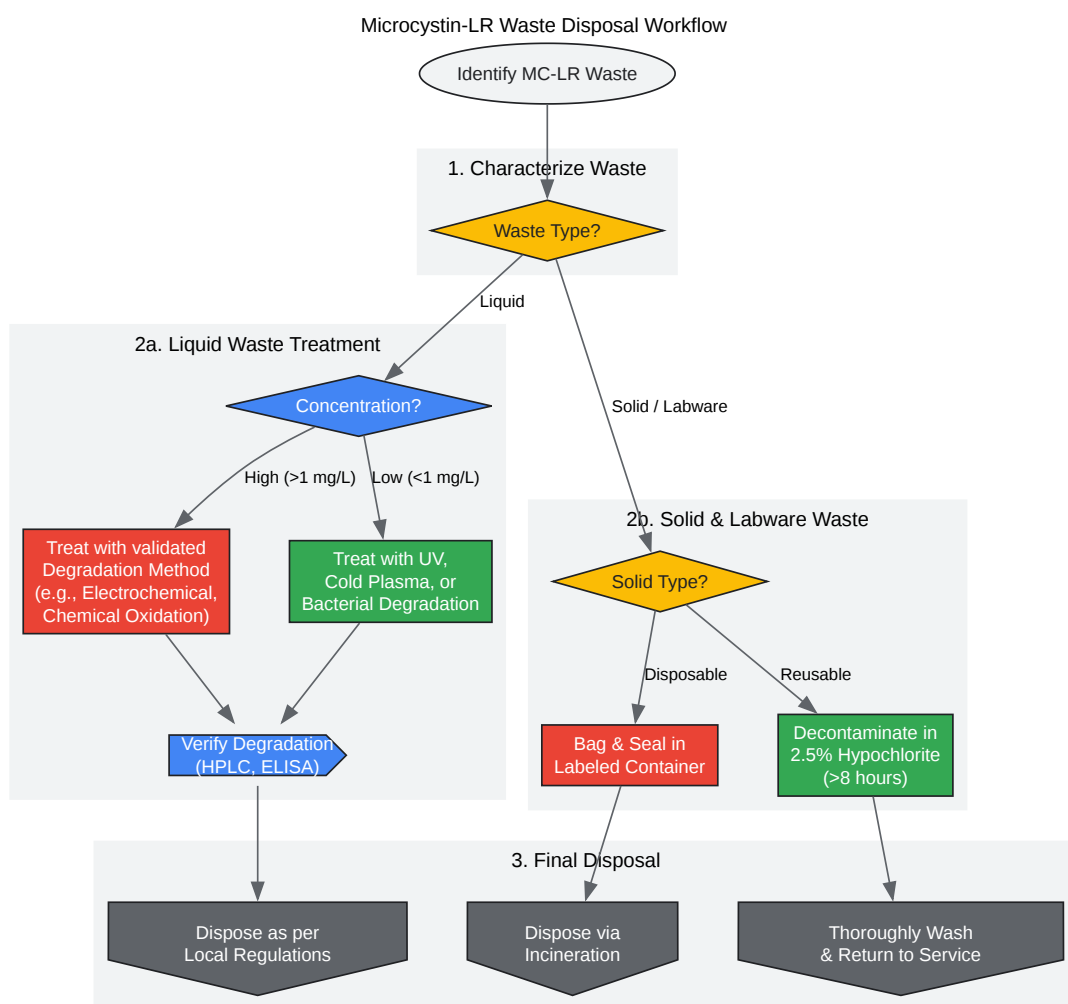 Microcystin-LR Waste Disposal Workflow
Identify MC-LR Waste
1. Characterize Waste
Waste Type?
Liquid
Solid / Labware
2a. Liquid Waste Treatment
Concentration?
High (>1 mg/L)
Low (<1 mg/L)
Treat with validated
Degradation Method
(e.g., Electrochemical,
Chemical Oxidation)
Treat with UV,
Cold Plasma, or
Bacterial Degradation
Verify Degradation
(HPLC, ELISA)
2b. Solid & Labware Waste
Solid Type?
Disposable
Reusable
Bag & Seal in
Labeled Container
Decontaminate in
2.5% Hypochlorite
(>8 hours)
3. Final Disposal
Dispose as per
Local Regulations
Dispose via
Incineration
Thoroughly Wash
& Return to Service